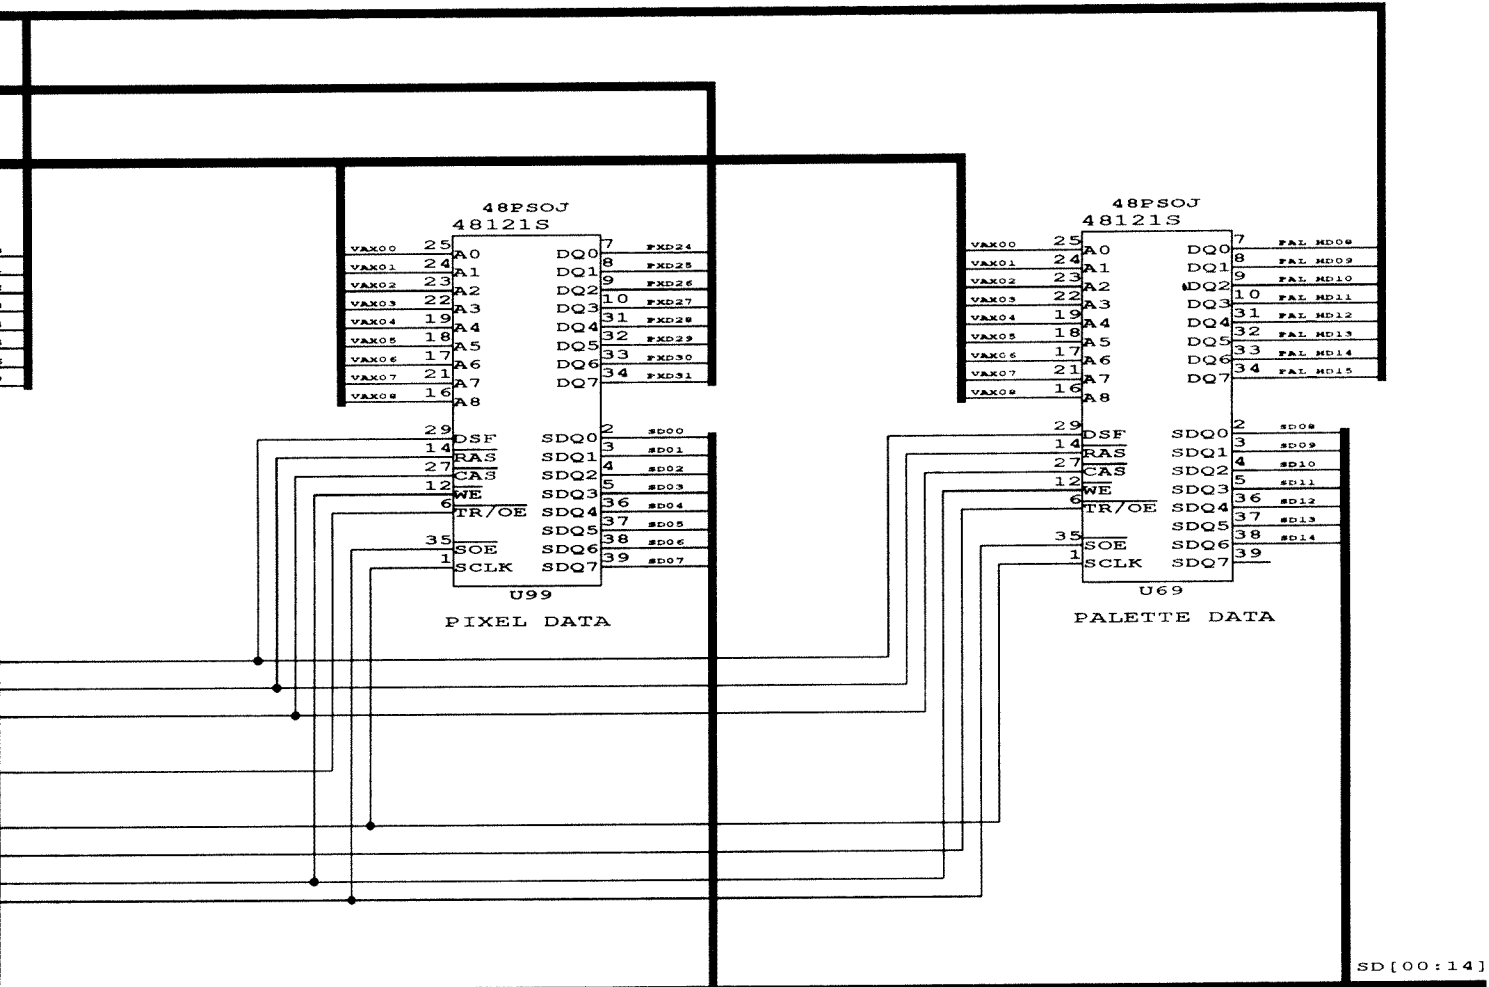 48PSOJ
48121S
VAX00 25 A0 DQ0 7 PXD24
VAX01 24 A1 DQ1 8 PXD25
VAX02 23 A2 DQ2 9 PXD26
VAX03 22 A3 DQ3 10 PXD27
VAX04 19 A4 DQ4 31 PXD28
VAX05 18 A5 DQ5 32 PXD29
VAX06 17 A6 DQ6 33 PXD30
VAX07 21 A7 DQ7 34 PXD31
VAX08 16 A8
29 DSF SDQ0 2 SD00
14 RAS SDQ1 3 SD01
27 CAS SDQ2 4 SD02
12 WE SDQ3 5 SD03
6 TR/OE SDQ4 36 SD04
SDQ5 37 SD05
35 SOE SDQ6 38 SD06
1 SCLK SDQ7 39 SD07
U99
PIXEL DATA
48PSOJ
48121S
VAX00 25 A0 DQ0 7 PAL MD08
VAX01 24 A1 DQ1 8 PAL MD09
VAX02 23 A2 DQ2 9 PAL MD10
VAX03 22 A3 DQ3 10 PAL MD11
VAX04 19 A4 DQ4 31 PAL MD12
VAX05 18 A5 DQ5 32 PAL MD13
VAX06 17 A6 DQ6 33 PAL MD14
VAX07 21 A7 DQ7 34 PAL MD15
VAX08 16 A8
29 DSF SDQ0 2 SD08
14 RAS SDQ1 3 SD09
27 CAS SDQ2 4 SD10
12 WE SDQ3 5 SD11
6 TR/OE SDQ4 36 SD12
SDQ5 37 SD13
35 SOE SDQ6 38 SD14
1 SCLK SDQ7 39
U69
PALETTE DATA
SD[00:14]